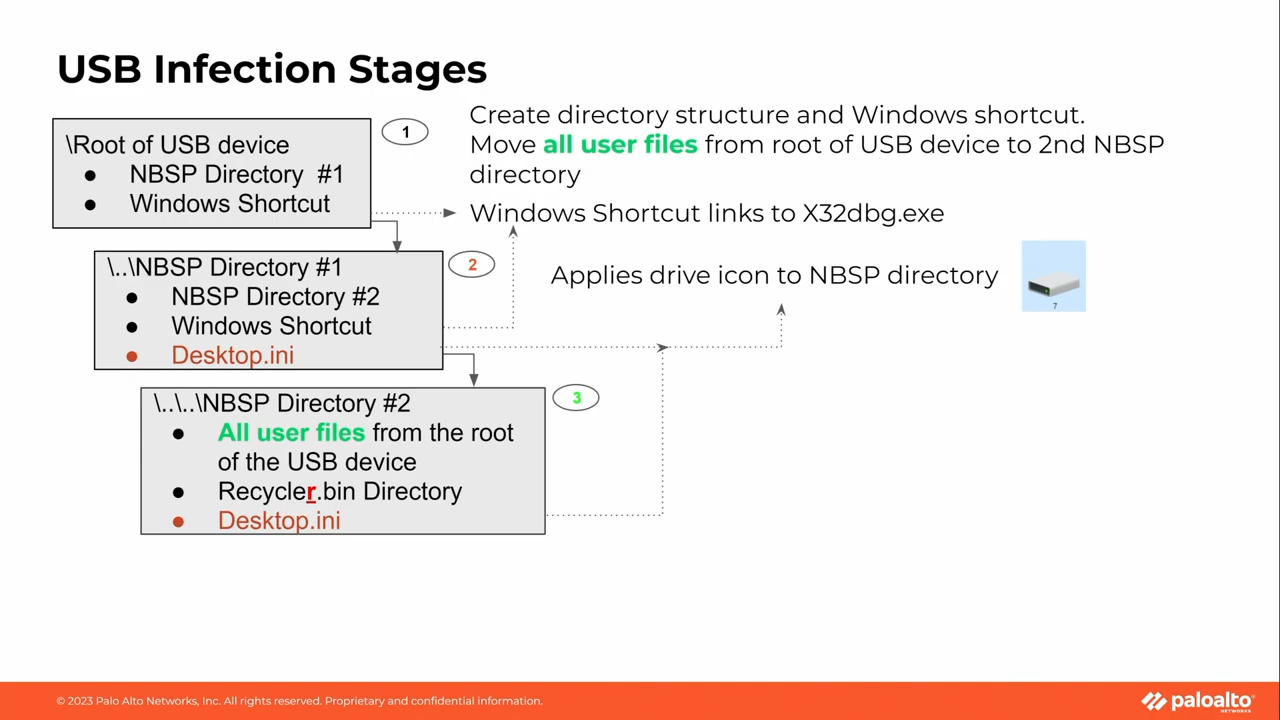 USB Infection Stages
\Root of USB device
● NBSP Directory #1
● Windows Shortcut
1
Create directory structure and Windows shortcut.
Move all user files from root of USB device to 2nd NBSP
directory
Windows Shortcut links to X32dbg.exe
\..\NBSP Directory #1
● NBSP Directory #2
● Windows Shortcut
● Desktop.ini
2
Applies drive icon to NBSP directory
7
\..\..\NBSP Directory #2
● All user files from the root
of the USB device
● Recycler.bin Directory
● Desktop.ini
3
© 2023 Palo Alto Networks, Inc. All rights reserved. Proprietary and confidential information.
paloalto
NETWORKS